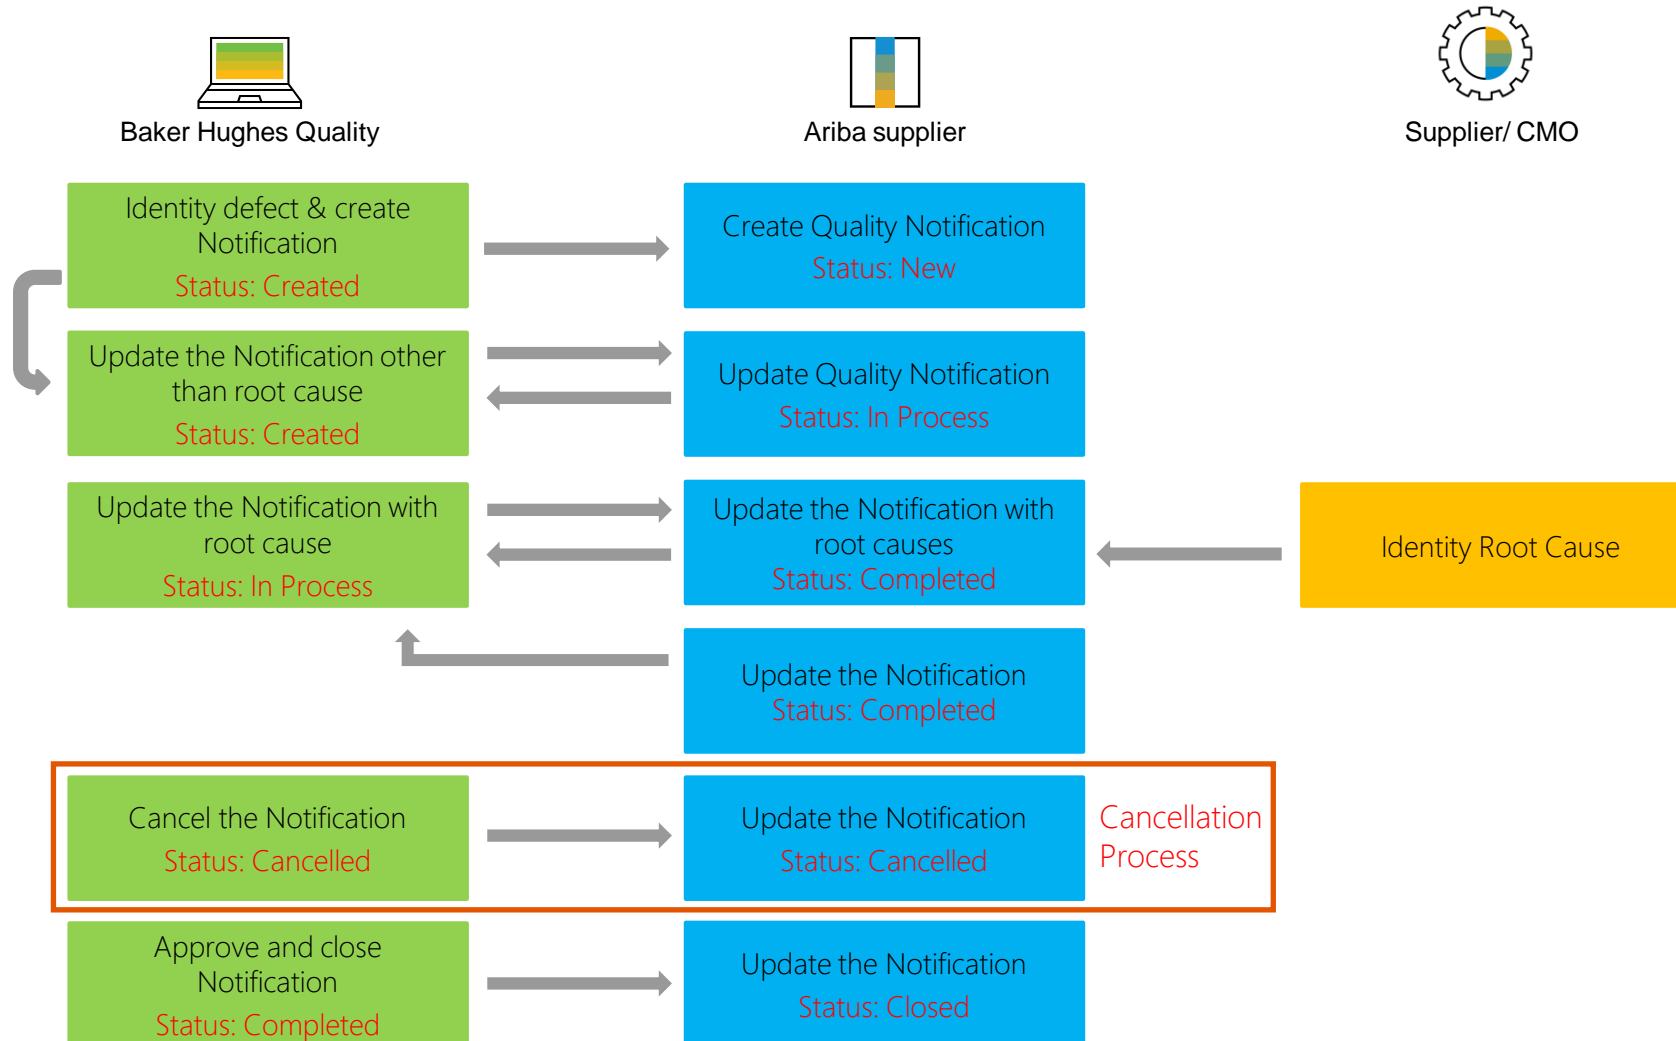 Baker Hughes Quality
Ariba supplier
Supplier/ CMO
Identity defect & create
Notification
Status: Created
Create Quality Notification
Status: New
Update the Notification other
than root cause
Status: Created
Update Quality Notification
Status: In Process
Update the Notification with
root cause
Status: In Process
Update the Notification with
root causes
Status: Completed
Identity Root Cause
Update the Notification
Status: Completed
Cancel the Notification
Status: Cancelled
Update the Notification
Status: Cancelled
Cancellation
Process
Approve and close
Notification
Status: Completed
Update the Notification
Status: Closed